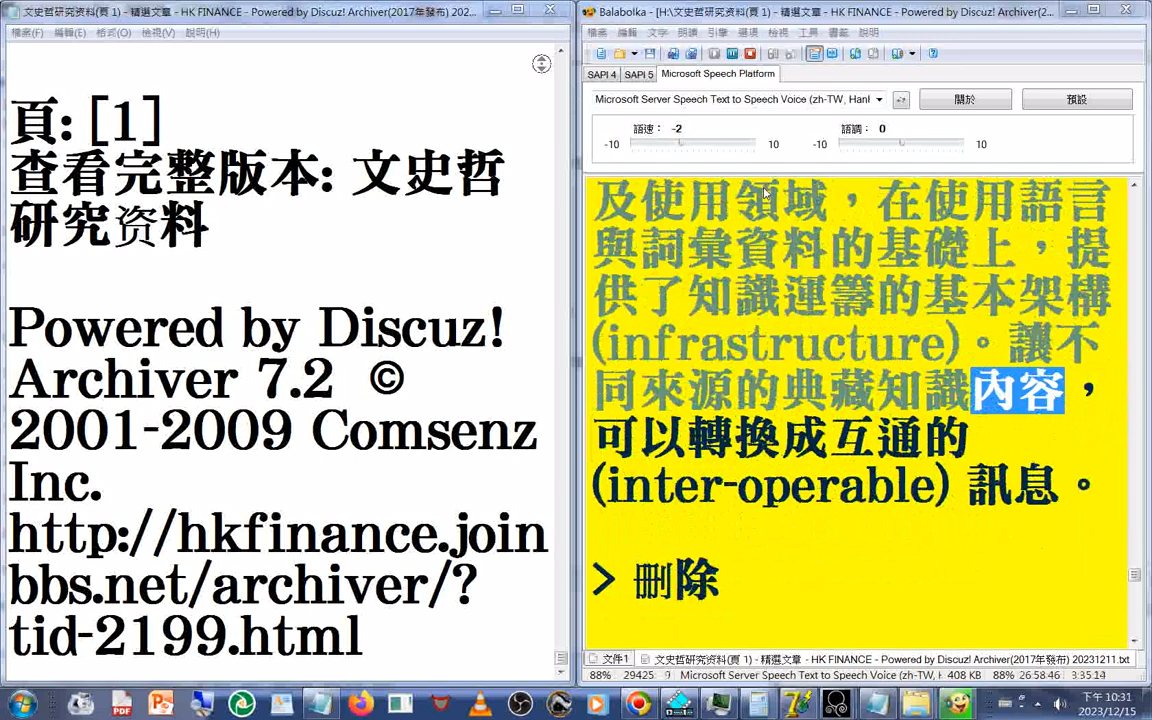 文史哲研究资料(頁 1) - 精選文章 - HK FINANCE - Powered by Discuz! Archiver(2017年發布) 202...
檔案(F) 編輯(E) 格式(O) 檢視(V) 說明(H)
頁: [1]
查看完整版本: 文史哲
研究资料
Powered by Discuz!
Archiver 7.2 ©
2001-2009 Comsenz
Inc.
http://hkfinance.join
bbs.net/archiver/?
tid-2199.html
Balabolka - [H:\文史哲研究资料(頁 1) - 精選文章 - HK FINANCE - Powered by Discuz! Archiver(2...
檔案 編輯 文字 朗讀 引擎 選項 檢視 工具 書籤 說明
SAPI 4 SAPI 5 Microsoft Speech Platform
Microsoft Server Speech Text to Speech Voice (zh-TW, Hanl
關於 預設
語速： -2 語調： 0
-10 10 -10 10
及使用領域，在使用語言
與詞彙資料的基礎上，提
供了知識運籌的基本架構
(infrastructure)。讓不
同來源的典藏知識內容，
可以轉換成互通的
(inter-operable) 訊息。
> 刪除
文件1 文史哲研究资料(頁 1) - 精選文章 - HK FINANCE - Powered by Discuz! Archiver(2017年發布) 20231211.txt
88% 29425: 9 Microsoft Server Speech Text to Speech Voice (zh-T 408 KB 88% 26:58:46 3:35:14
下午 10:31
2023/12/15